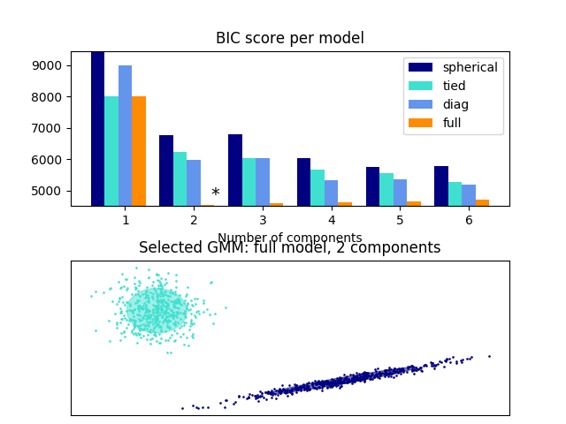 BIC score per model
9000
8000
7000
6000
5000
spherical
tied
diag
full
*
1 2 3 4 5 6
Number of components
Selected GMM: full model, 2 components